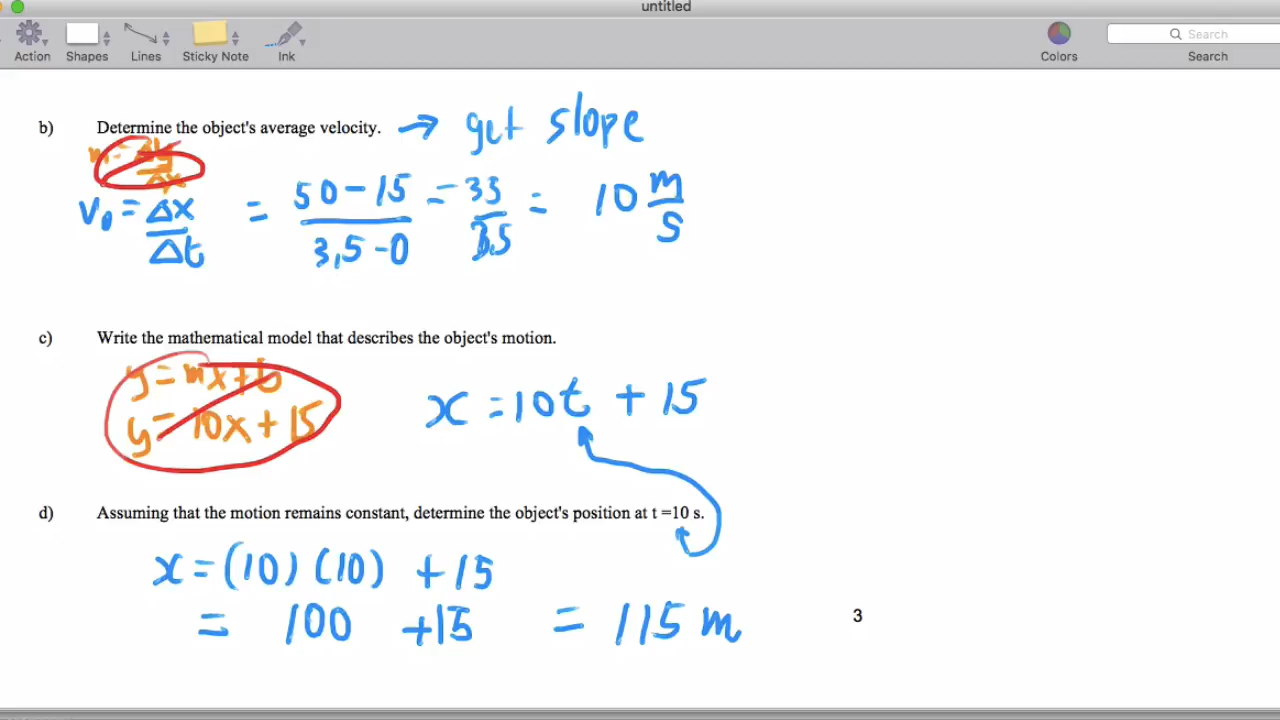 untitled
Action Shapes Lines Sticky Note Ink Colors Search
Search
b) Determine the object's average velocity. → get slope
m = Δy/Δx
v₀ = Δx/Δt = 50-15/3,5-0 = 35/3,5 = 10 m/s
c) Write the mathematical model that describes the object's motion.
y = mx+b
y = 10x+15
x = 10t + 15
d) Assuming that the motion remains constant, determine the object's position at t =10 s.
x = (10) (10) +15
= 100 +15 = 115 m
3